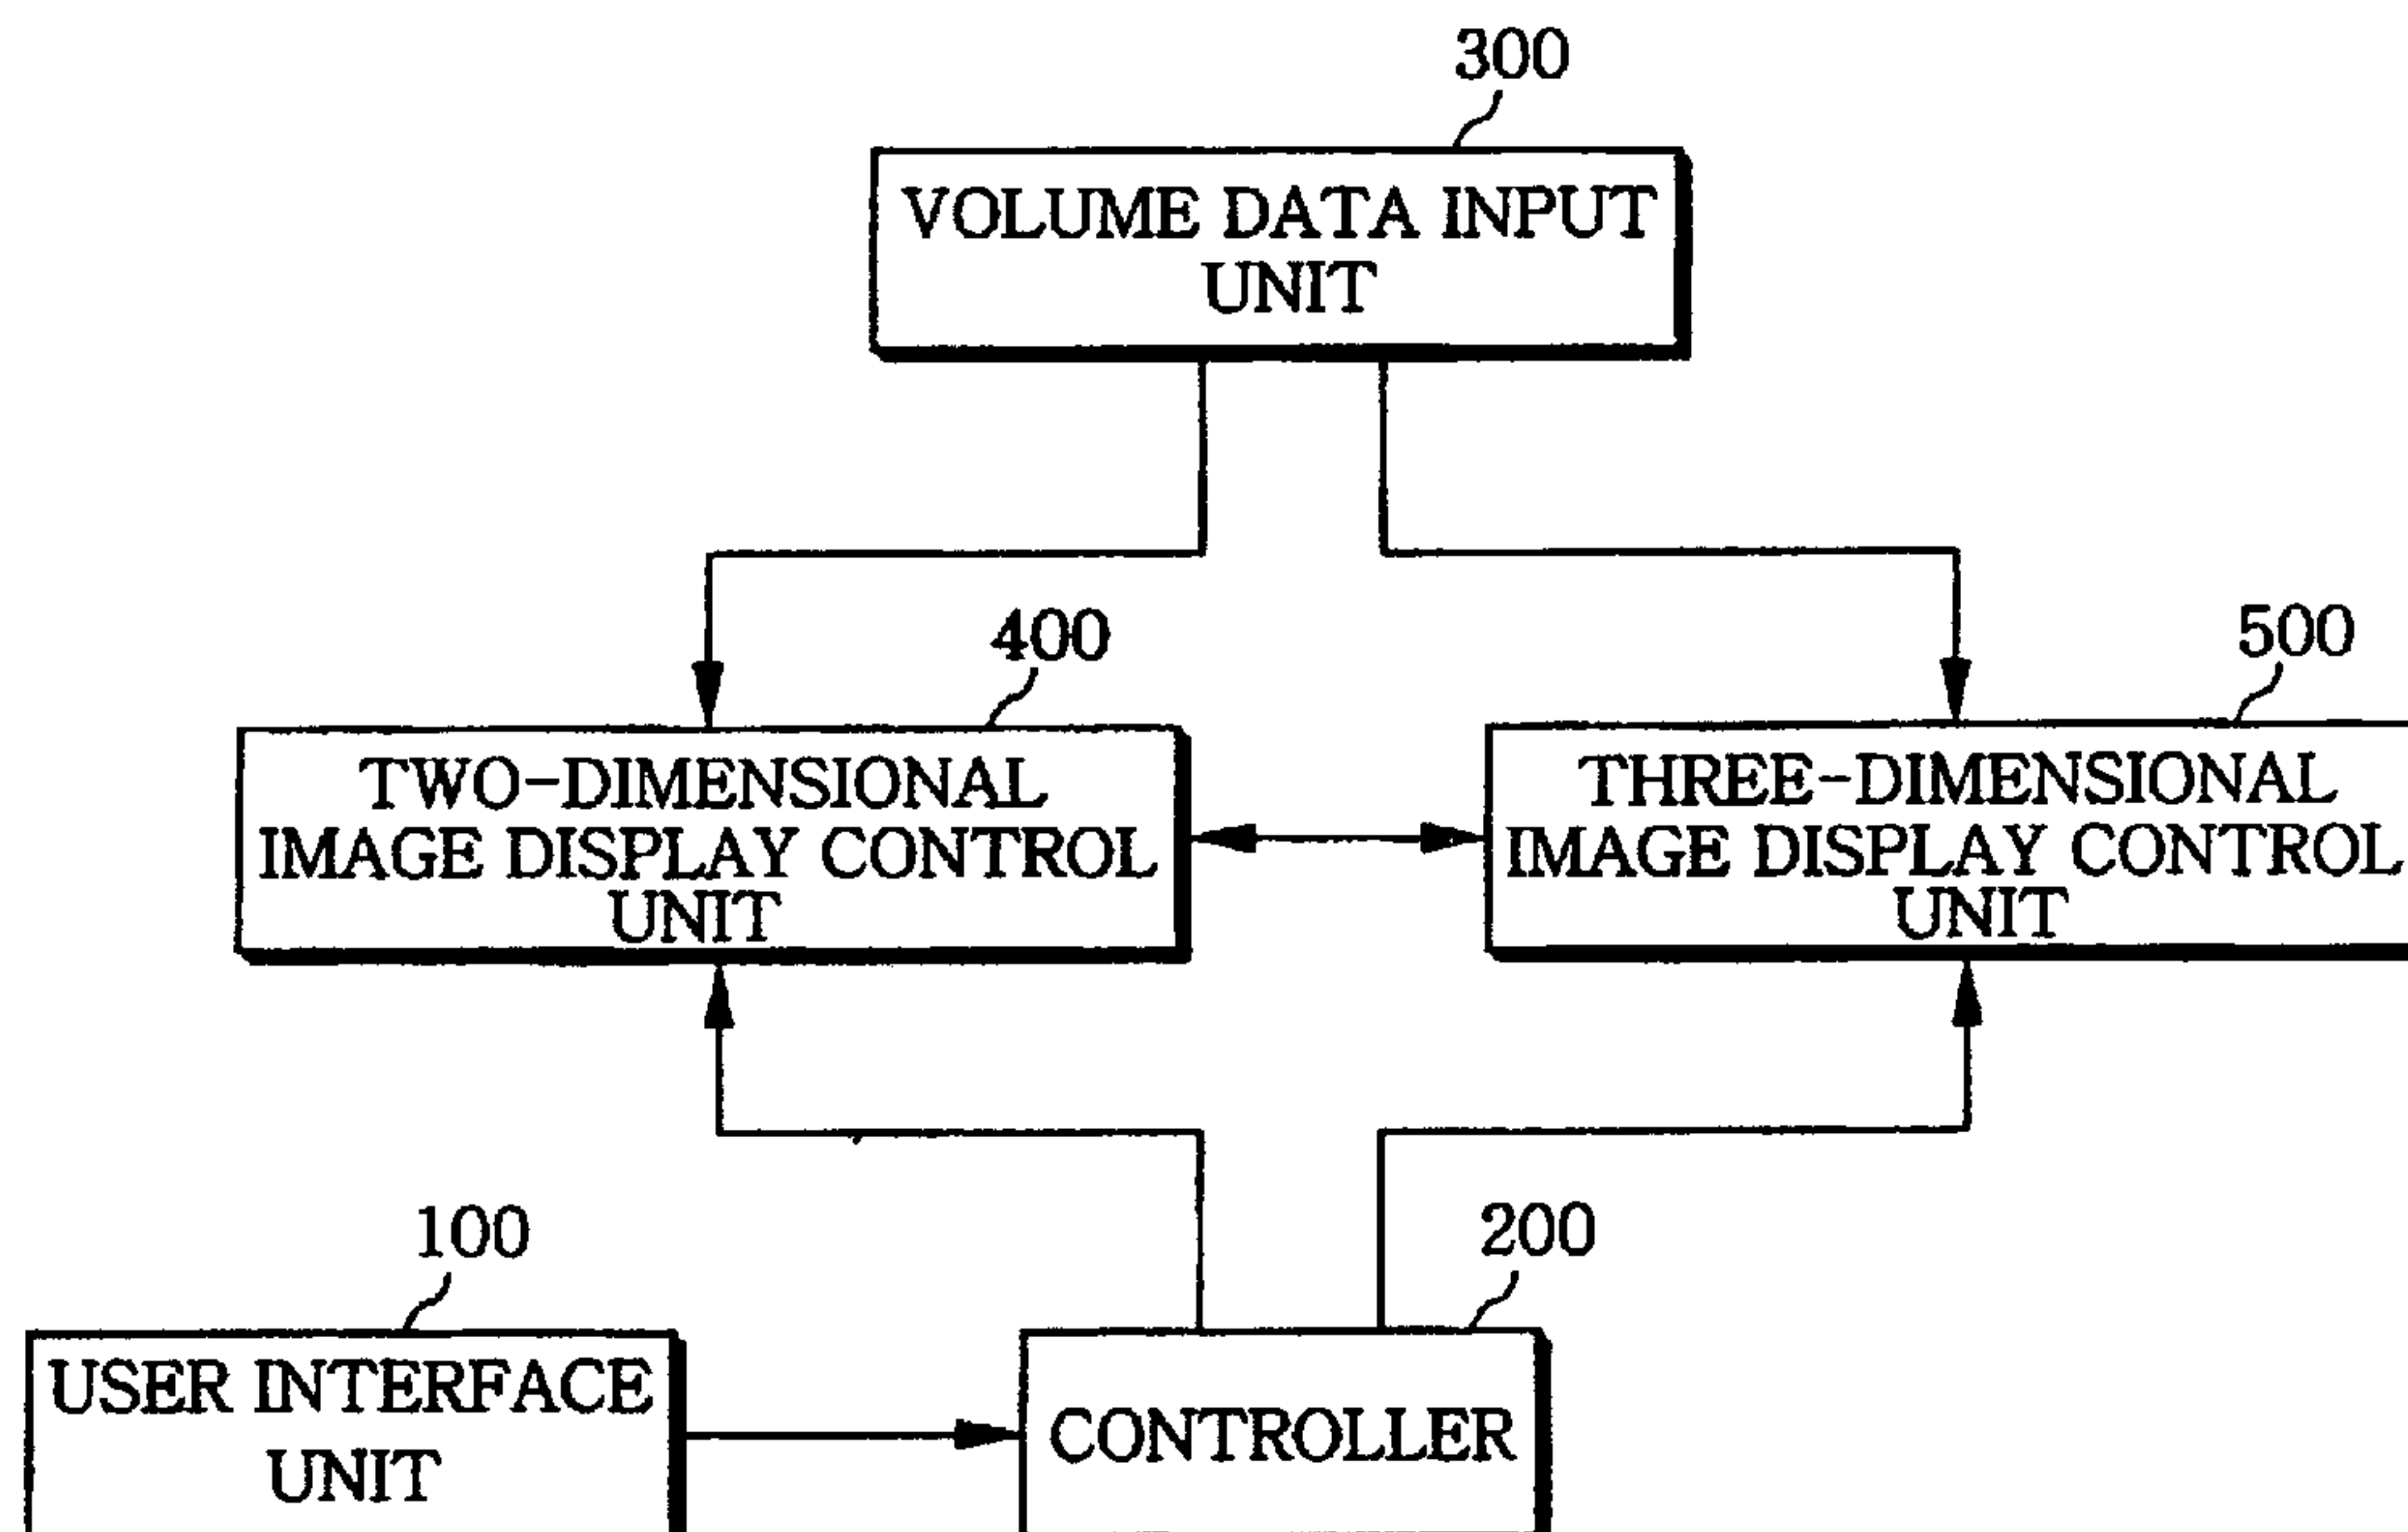 300
VOLUME DATA INPUT
UNIT
400
500
TWO-DIMENSIONAL
IMAGE DISPLAY CONTROL
UNIT
THREE-DIMENSIONAL
IMAGE DISPLAY CONTROL
UNIT
100
200
USER INTERFACE
UNIT
CONTROLLER